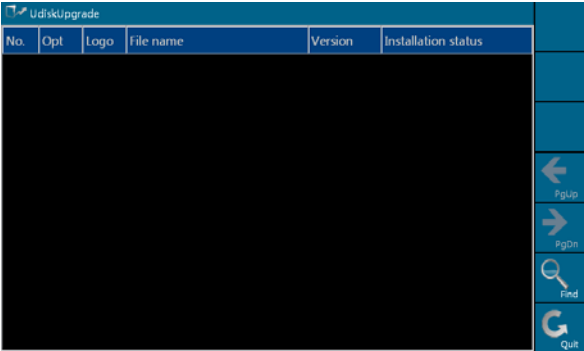 UdiskUpgrade
No. Opt Logo File name Version Installation status
PgUp
PgDn
Find
Quit